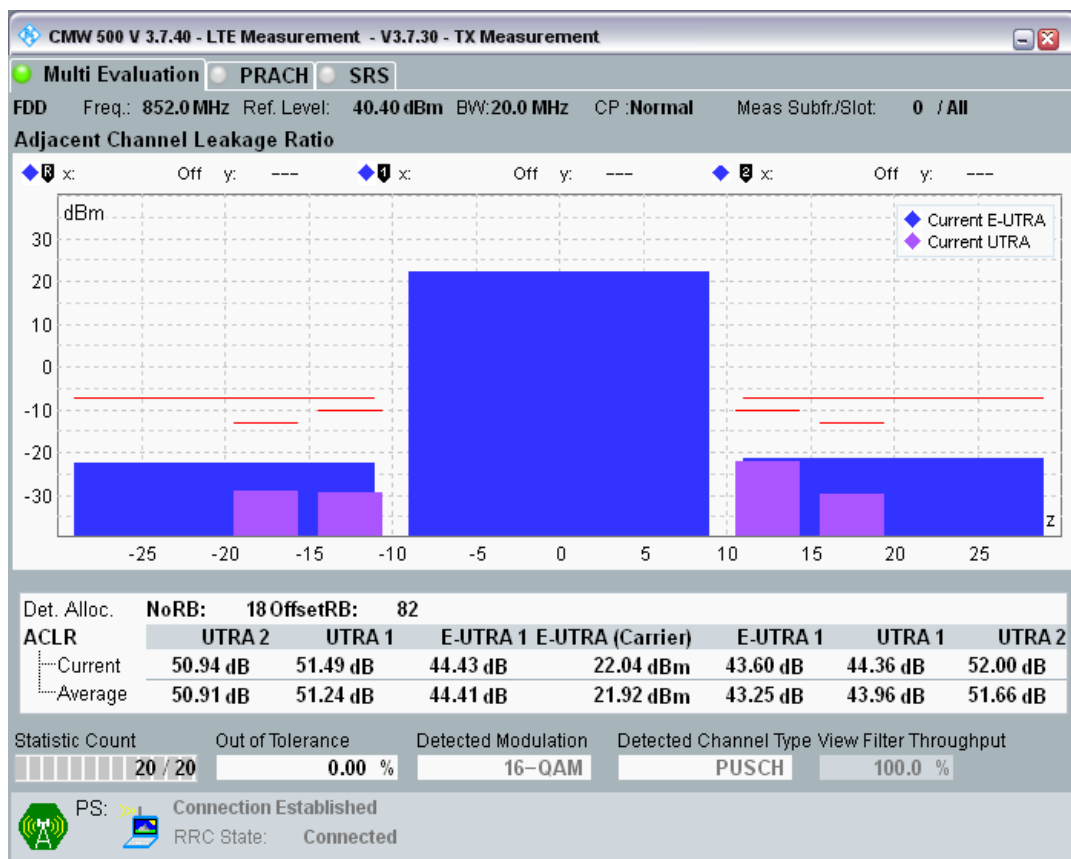 CMW 500 V 3.7.40 - LTE Measurement - V3.7.30 - TX Measurement
Multi Evaluation PRACH SRS
FDD Freq.: 852.0 MHz Ref. Level: 40.40 dBm BW:20.0 MHz CP :Normal Meas Subfr./Slot: 0 / All
Adjacent Channel Leakage Ratio
R x: Off y: --- 1 x: Off y: --- 2 x: Off y: ---
dBm
Current E-UTRA
Current UTRA
30
20
10
0
-10
-20
-30
z
-25 -20 -15 -10 -5 0 5 10 15 20 25
Det. Alloc. NoRB: 18 OffsetRB: 82
ACLR UTRA 2 UTRA 1 E-UTRA 1 E-UTRA (Carrier) E-UTRA 1 UTRA 1 UTRA 2
Current 50.94 dB 51.49 dB 44.43 dB 22.04 dBm 43.60 dB 44.36 dB 52.00 dB
Average 50.91 dB 51.24 dB 44.41 dB 21.92 dBm 43.25 dB 43.96 dB 51.66 dB
Statistic Count Out of Tolerance Detected Modulation Detected Channel Type View Filter Throughput
20 / 20 0.00 % 16-QAM PUSCH 100.0 %
PS: Connection Established
RRC State: Connected